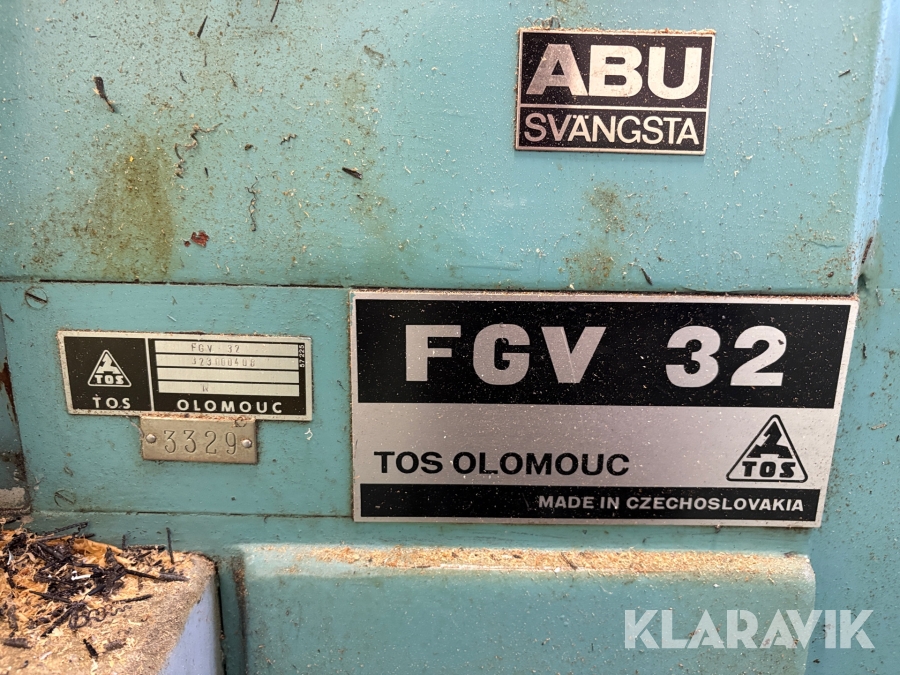 ABU
SVÄNGSTA
FGV 32
TOS OLOMOUC
TOS
MADE IN CZECHOSLOVAKIA
TOS
TOS
FGV 32
W
OLOMOUC
3329
KLARAVIK